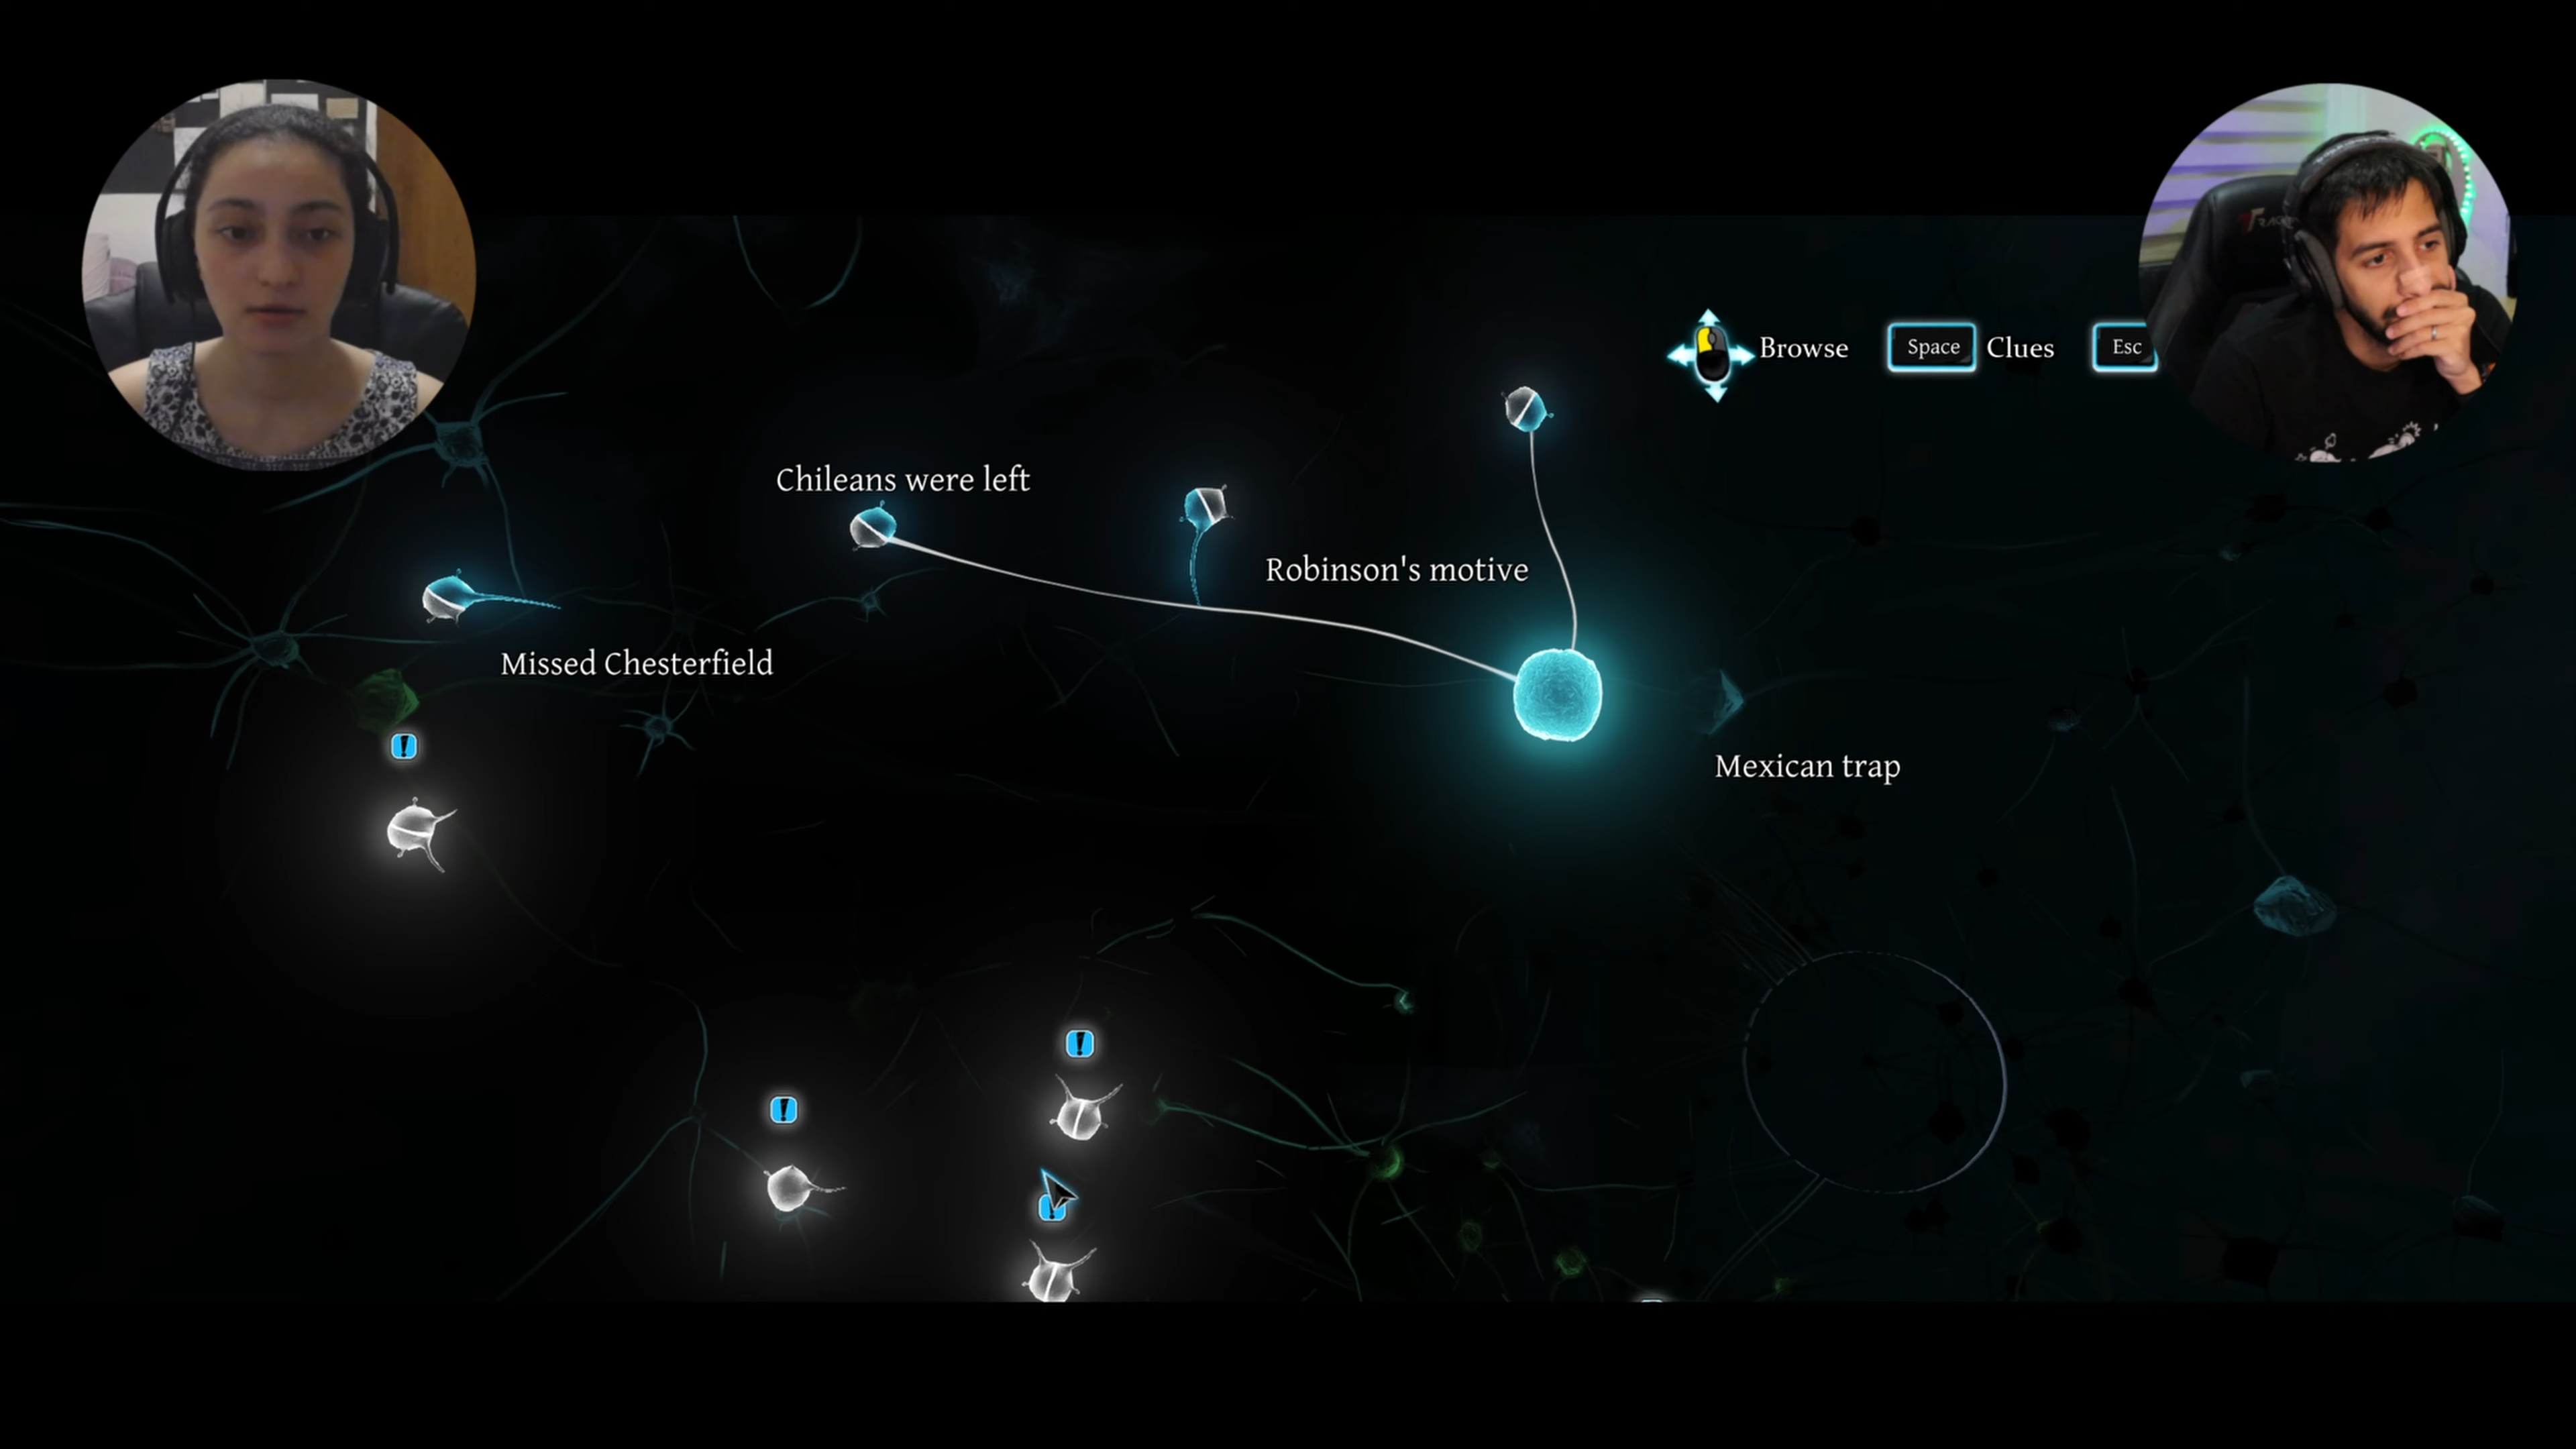 Browse
Space
Clues
Esc
Chileans were left
Robinson's motive
Missed Chesterfield
Mexican trap